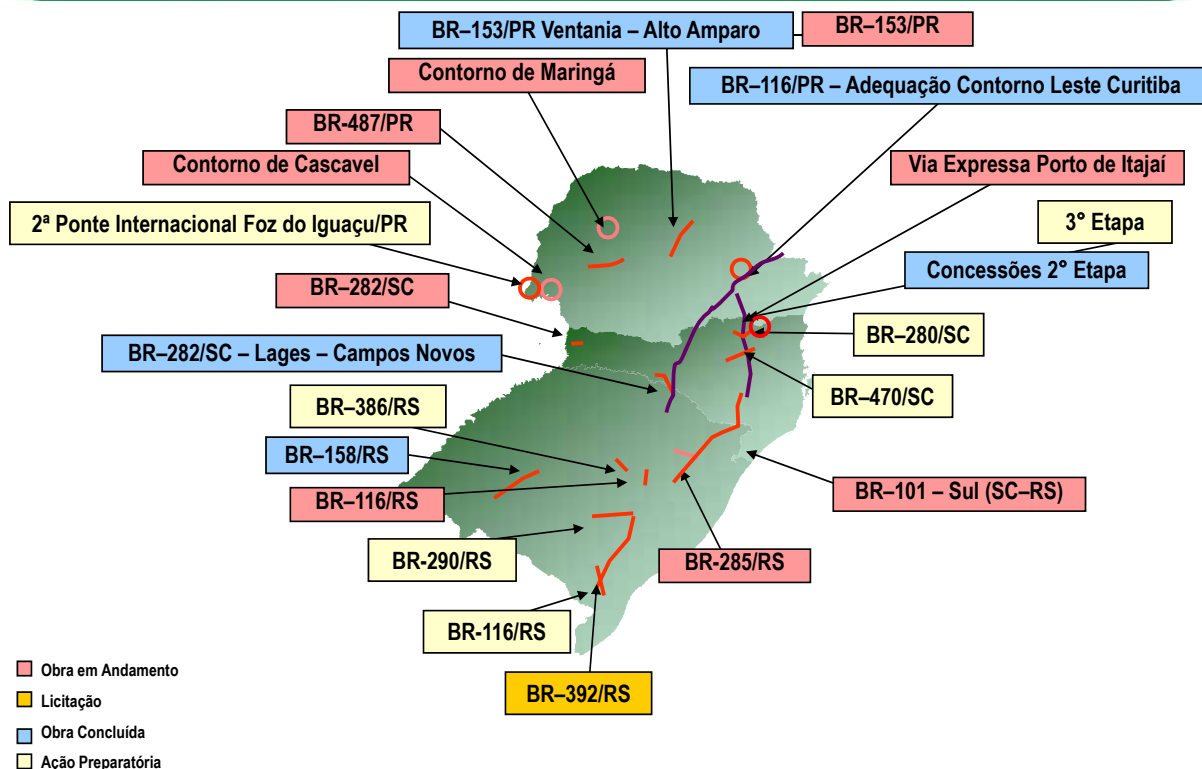 BR–153/PR Ventania – Alto Amparo
BR–153/PR
Contorno de Maringá
BR–116/PR – Adequação Contorno Leste Curitiba
BR-487/PR
Contorno de Cascavel
Via Expressa Porto de Itajaí
2ª Ponte Internacional Foz do Iguaçu/PR
3° Etapa
Concessões 2° Etapa
BR–282/SC
BR–280/SC
BR–282/SC – Lages – Campos Novos
BR–470/SC
BR–386/RS
BR–158/RS
BR–116/RS
BR–101 – Sul (SC–RS)
BR-290/RS
BR-285/RS
BR-116/RS
BR–392/RS
Obra em Andamento
Licitação
Obra Concluída
Ação Preparatória